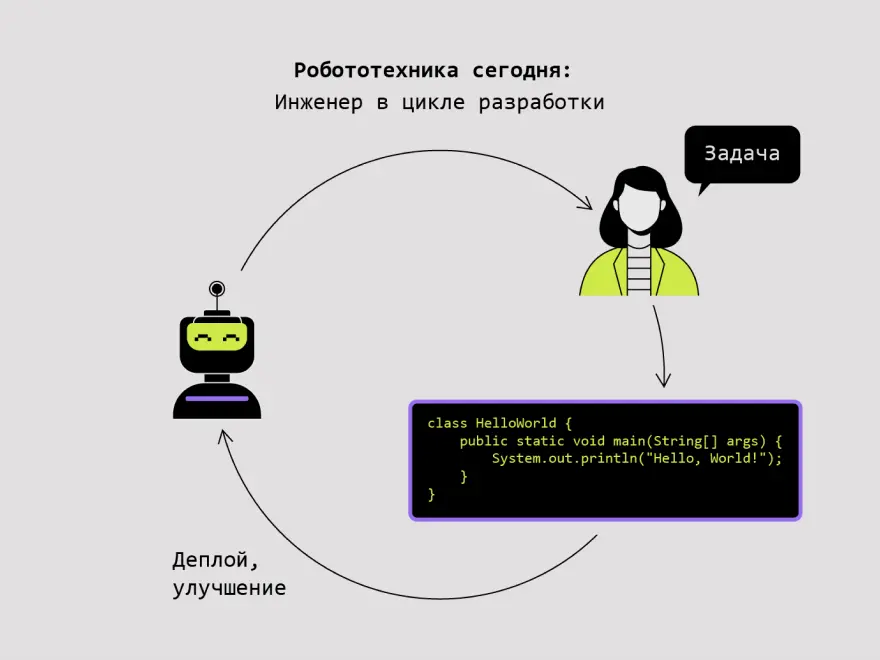 Робототехника сегодня:
Инженер в цикле разработки
Задача
class HelloWorld {
    public static void main(String[] args) {
        System.out.println("Hello, World!");
    }
}
Деплой,
улучшение